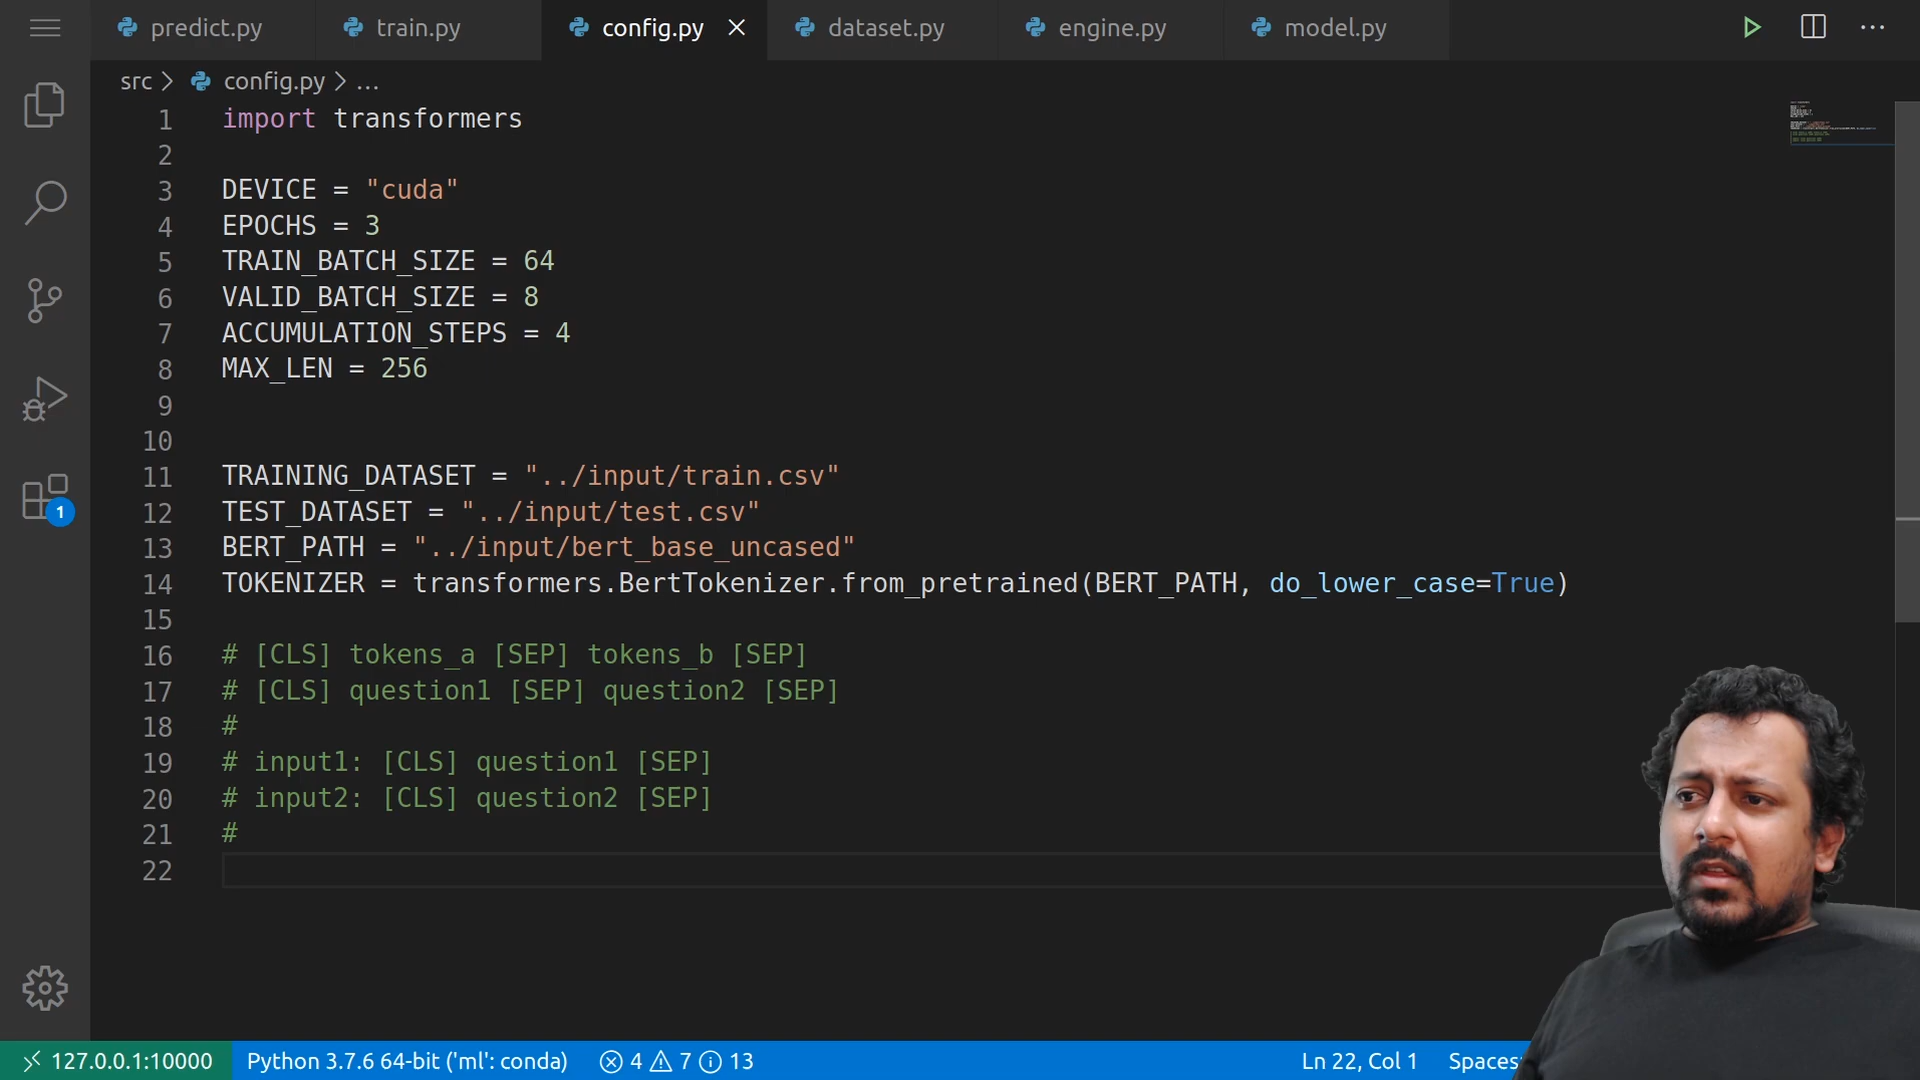 predict.py train.py config.py dataset.py engine.py model.py
src > config.py > ...
1 import transformers
2
3 DEVICE = "cuda"
4 EPOCHS = 3
5 TRAIN_BATCH_SIZE = 64
6 VALID_BATCH_SIZE = 8
7 ACCUMULATION_STEPS = 4
8 MAX_LEN = 256
9
10
11 TRAINING_DATASET = "../input/train.csv"
12 TEST_DATASET = "../input/test.csv"
13 BERT_PATH = "../input/bert_base_uncased"
14 TOKENIZER = transformers.BertTokenizer.from_pretrained(BERT_PATH, do_lower_case=True)
15
16 # [CLS] tokens_a [SEP] tokens_b [SEP]
17 # [CLS] question1 [SEP] question2 [SEP]
18 #
19 # input1: [CLS] question1 [SEP]
20 # input2: [CLS] question2 [SEP]
21 #
22
1
127.0.0.1:10000 Python 3.7.6 64-bit ('ml': conda) 4 7 13 Ln 22, Col 1 Spaces: